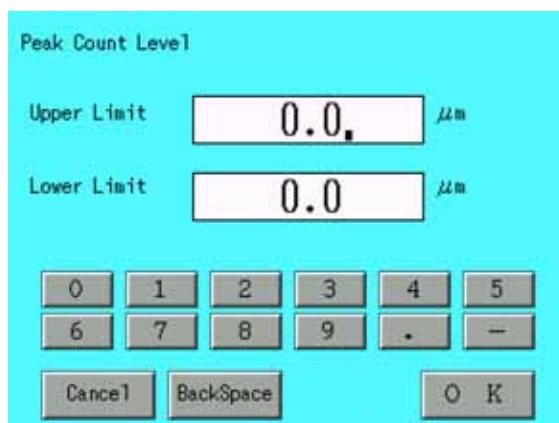 Peak Count Level
Upper Limit 0.0 μm
Lower Limit 0.0 μm
0 1 2 3 4 5
6 7 8 9 . −
Cancel BackSpace O K